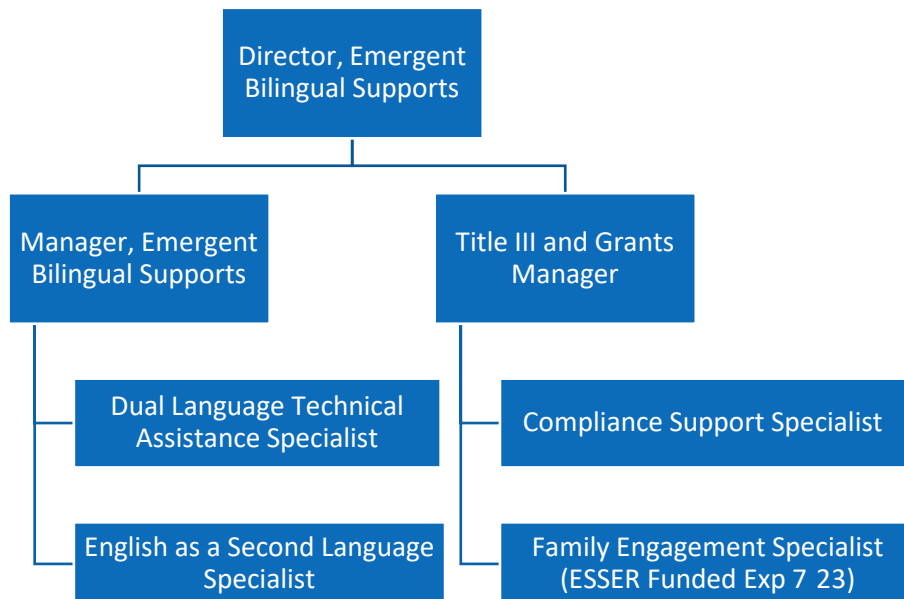 Director, Emergent
Bilingual Supports
Manager, Emergent
Bilingual Supports
Title III and Grants
Manager
Dual Language Technical
Assistance Specialist
Compliance Support Specialist
English as a Second Language
Specialist
Family Engagement Specialist
(ESSER Funded Exp 7 23)